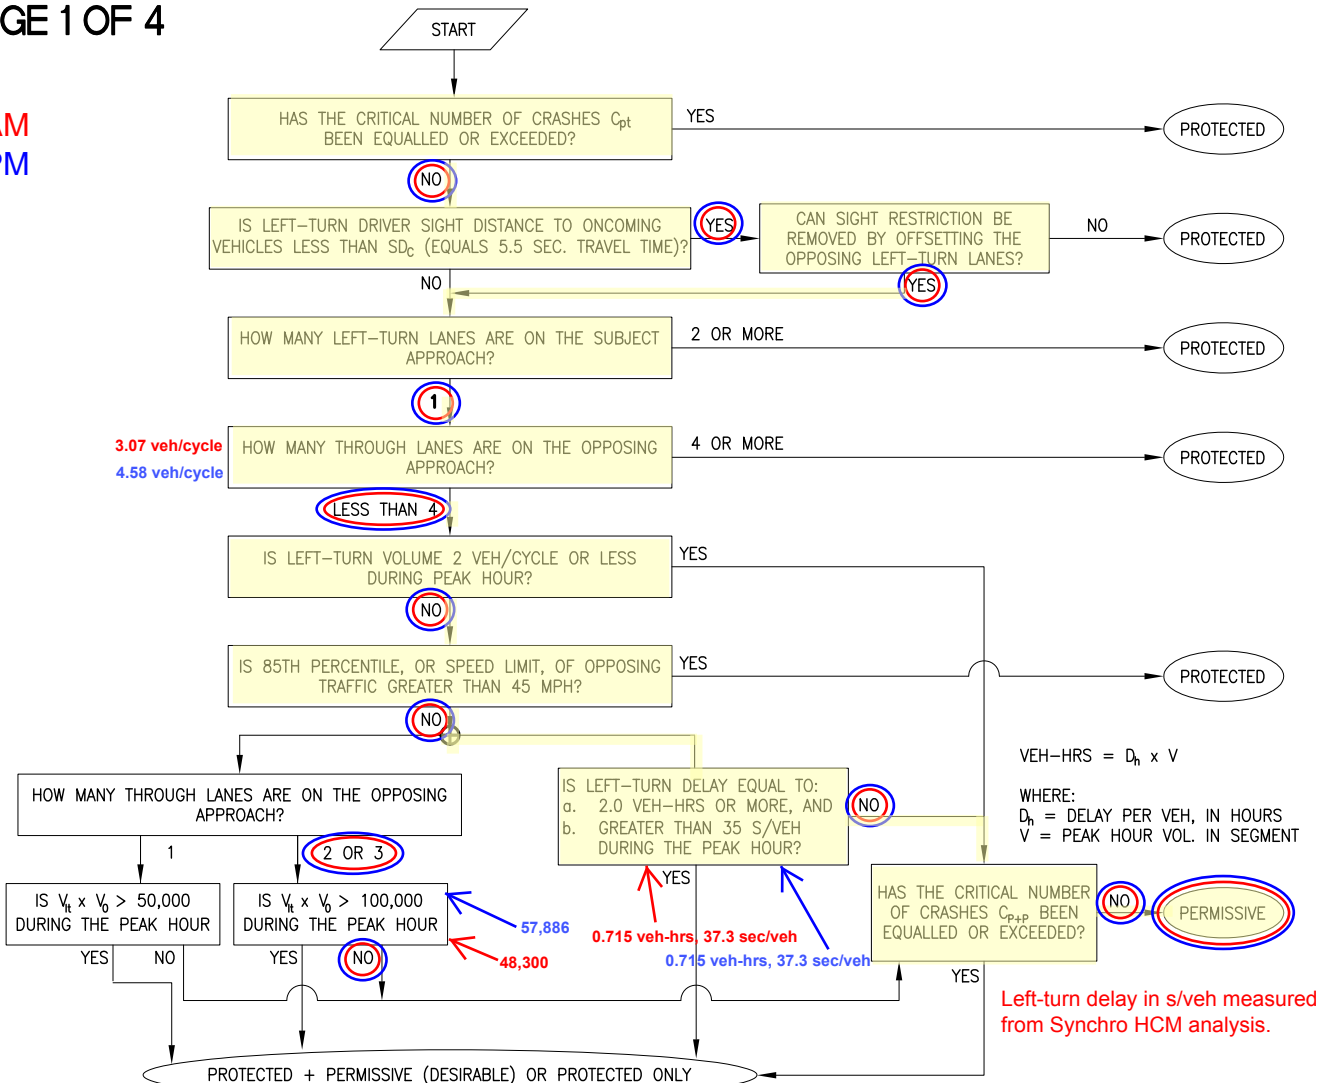 GE 1 OF 4
START
AM
PM
HAS THE CRITICAL NUMBER OF CRASHES Cpt
BEEN EQUALLED OR EXCEEDED?
YES
PROTECTED
NO
IS LEFT-TURN DRIVER SIGHT DISTANCE TO ONCOMING
VEHICLES LESS THAN SDC (EQUALS 5.5 SEC. TRAVEL TIME)?
YES
CAN SIGHT RESTRICTION BE
REMOVED BY OFFSETTING THE
OPPOSING LEFT-TURN LANES?
NO
PROTECTED
NO
YES
HOW MANY LEFT-TURN LANES ARE ON THE SUBJECT
APPROACH?
2 OR MORE
PROTECTED
1
3.07 veh/cycle
4.58 veh/cycle
HOW MANY THROUGH LANES ARE ON THE OPPOSING
APPROACH?
4 OR MORE
PROTECTED
LESS THAN 4
IS LEFT-TURN VOLUME 2 VEH/CYCLE OR LESS
DURING PEAK HOUR?
YES
NO
IS 85TH PERCENTILE, OR SPEED LIMIT, OF OPPOSING
TRAFFIC GREATER THAN 45 MPH?
YES
PROTECTED
NO
HOW MANY THROUGH LANES ARE ON THE OPPOSING
APPROACH?
IS LEFT-TURN DELAY EQUAL TO:
a. 2.0 VEH-HRS OR MORE, AND
b. GREATER THAN 35 S/VEH
DURING THE PEAK HOUR?
NO
VEH-HRS = Dh x V
WHERE:
Dh = DELAY PER VEH, IN HOURS
V = PEAK HOUR VOL. IN SEGMENT
1
2 OR 3
YES
IS Vlt x Vo > 50,000
DURING THE PEAK HOUR
IS Vlt x Vo > 100,000
DURING THE PEAK HOUR
57,886
48,300
0.715 veh-hrs, 37.3 sec/veh
0.715 veh-hrs, 37.3 sec/veh
HAS THE CRITICAL NUMBER
OF CRASHES CP+P BEEN
EQUALLED OR EXCEEDED?
NO
PERMISSIVE
YES
NO
YES
NO
YES
Left-turn delay in s/veh measured
from Synchro HCM analysis.
PROTECTED + PERMISSIVE (DESIRABLE) OR PROTECTED ONLY